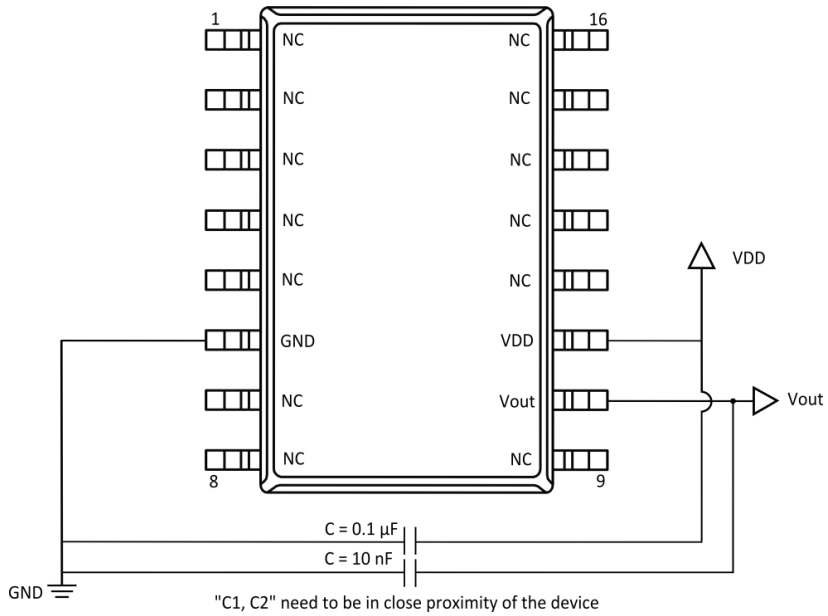 1
16
NC NC
NC NC
NC NC
NC NC
NC NC
VDD
GND VDD
NC Vout
Vout
NC NC
8
9
C = 0.1 µF
C = 10 nF
GND
"C1, C2" need to be in close proximity of the device